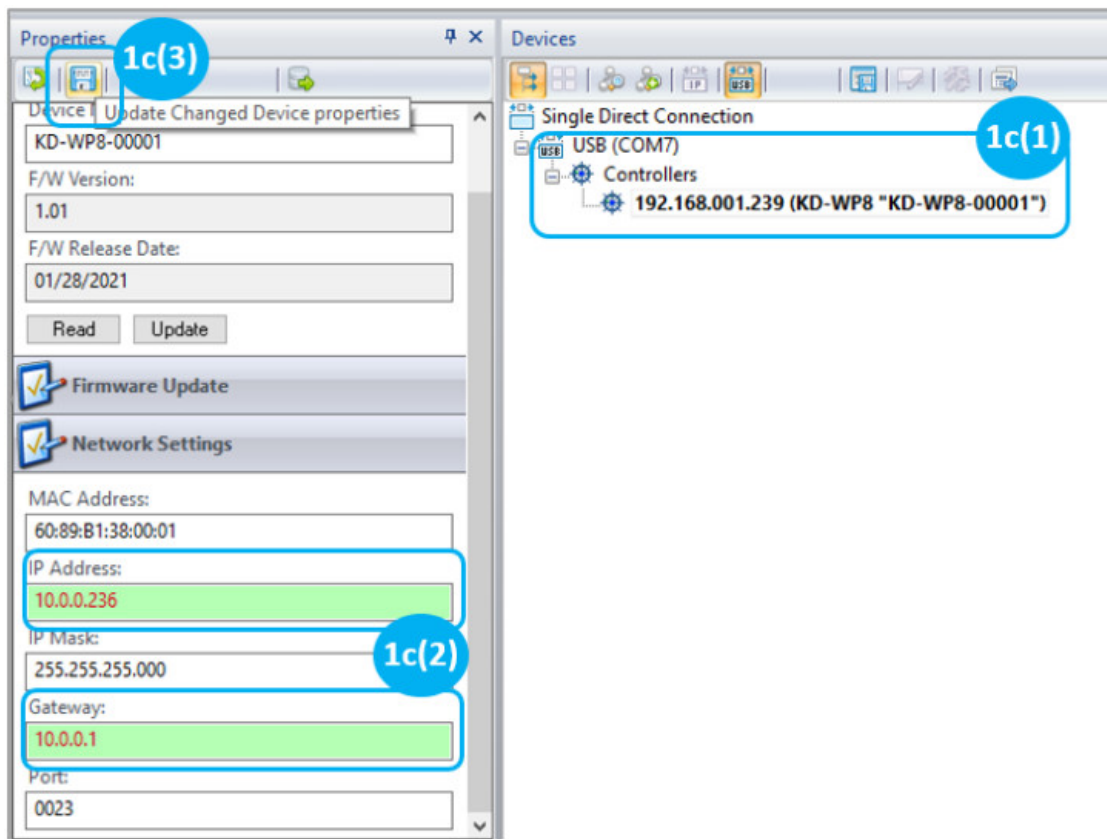 Properties
1c(3)
Update Changed Device properties
KD-WP8-00001
F/W Version:
1.01
F/W Release Date:
01/28/2021
Read Update
Firmware Update
Network Settings
MAC Address:
60:89:B1:38:00:01
IP Address:
10.0.0.236
IP Mask:
1c(2)
255.255.255.000
Gateway:
10.0.0.1
Port:
0023
Devices
IP USB
Single Direct Connection
1c(1)
USB USB (COM7)
Controllers
192.168.001.239 (KD-WP8 "KD-WP8-00001")